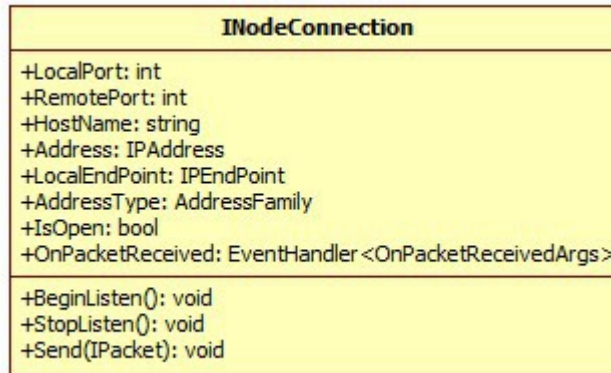 INodeConnection
+LocalPort: int
+RemotePort: int
+HostName: string
+Address: IPAddress
+LocalEndPoint: IPEndPoint
+AddressType: AddressFamily
+IsOpen: bool
+OnPacketReceived: EventHandler<OnPacketReceivedArgs>
+BeginListen(): void
+StopListen(): void
+Send(IPacket): void